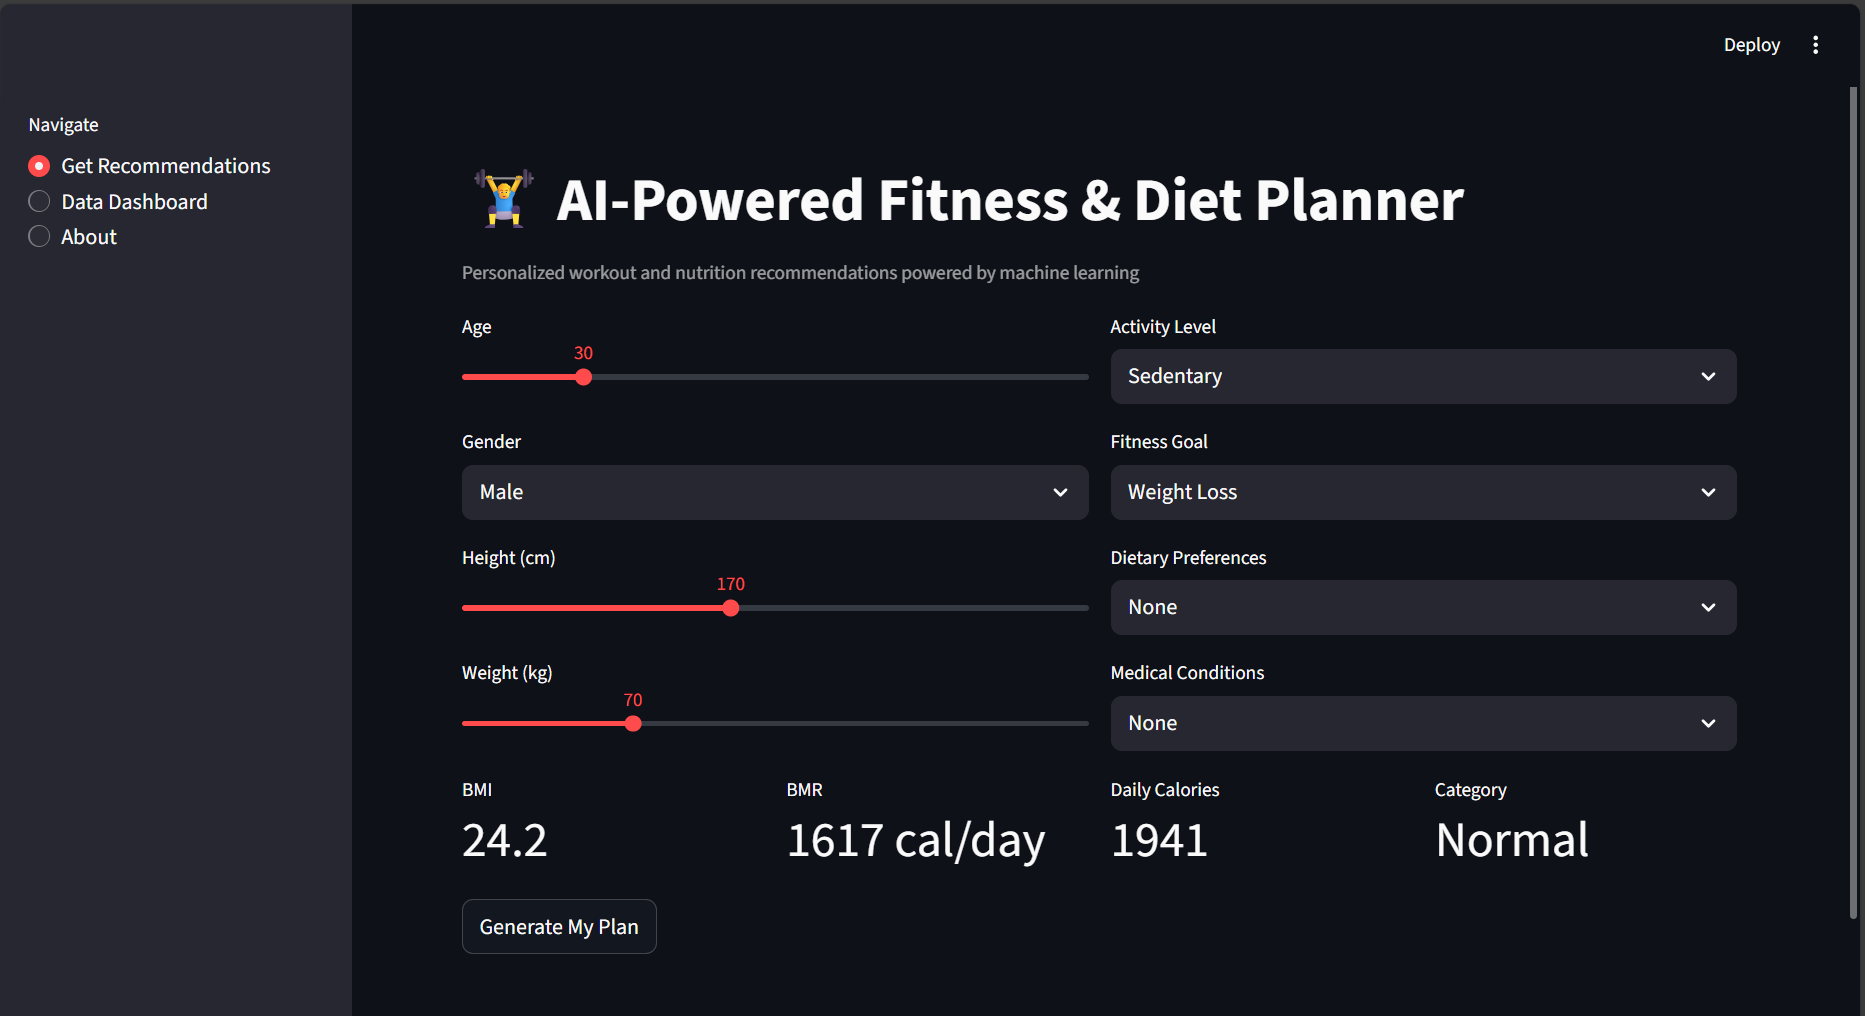 Deploy
Navigate
Get Recommendations
Data Dashboard
About
AI-Powered Fitness & Diet Planner
Personalized workout and nutrition recommendations powered by machine learning
Age
30
Gender
Male
Height (cm)
170
Weight (kg)
70
Activity Level
Sedentary
Fitness Goal
Weight Loss
Dietary Preferences
None
Medical Conditions
None
BMI
24.2
BMR
1617 cal/day
Daily Calories
1941
Category
Normal
Generate My Plan